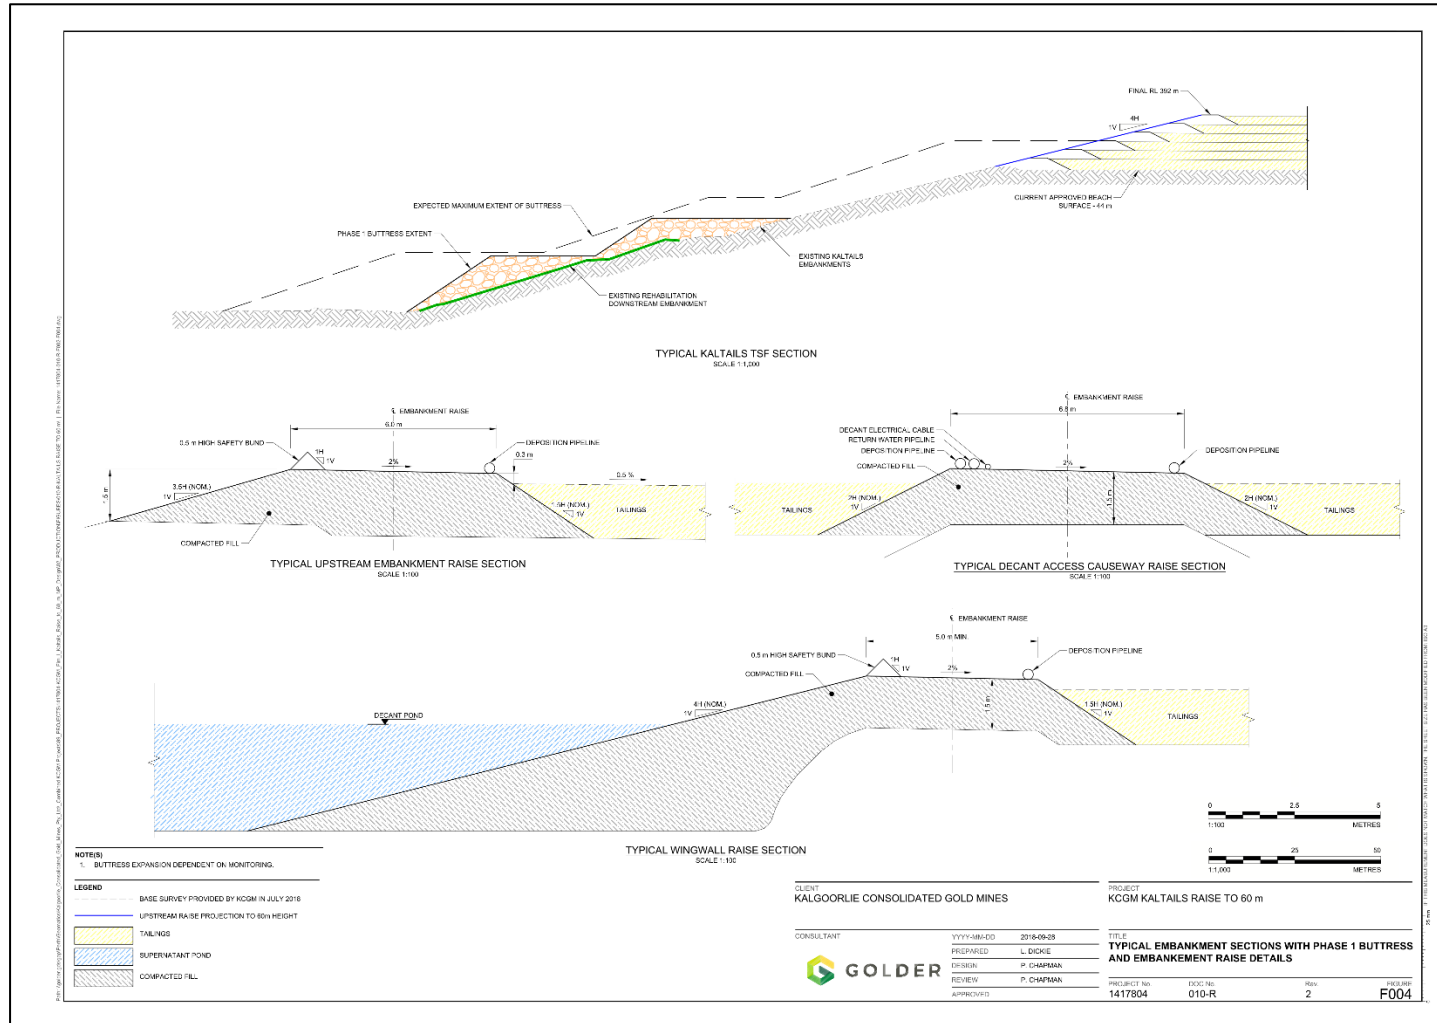 FINAL RL 392 m
4H
1V
CURRENT APPROVED BEACH
SURFACE - 44 m
EXPECTED MAXIMUM EXTENT OF BUTTRESS
PHASE 1 BUTTRESS EXTENT
EXISTING KALTAILS
EMBANKMENTS
EXISTING REHABILITATION
DOWNSTREAM EMBANKMENT
TYPICAL KALTAILS TSF SECTION
SCALE 1:1,000
EMBANKMENT RAISE
6.0 m
0.5 m HIGH SAFETY BUND
1H
1V
2%
DEPOSITION PIPELINE
0.3 m
0.5 %
1.5 m
3.5H (NOM.)
1V
1.5H (NOM.)
1V
TAILINGS
COMPACTED FILL
TYPICAL UPSTREAM EMBANKMENT RAISE SECTION
SCALE 1:100
EMBANKMENT RAISE
DECANT ELECTRICAL CABLE
RETURN WATER PIPELINE
DEPOSITION PIPELINE
COMPACTED FILL
2%
DEPOSITION PIPELINE
2H (NOM.)
1V
1.5 m
2H (NOM.)
1V
TAILINGS
TAILINGS
TYPICAL DECANT ACCESS CAUSEWAY RAISE SECTION
SCALE 1:100
EMBANKMENT RAISE
5.0 m MIN.
0.5 m HIGH SAFETY BUND
1H
1V
2%
DEPOSITION PIPELINE
COMPACTED FILL
4H (NOM.)
1V
1.5 m
1.5H (NOM.)
1V
TAILINGS
DECANT POND
TYPICAL WINGWALL RAISE SECTION
SCALE 1:100
0 2.5 5
1:100 METRES
0 25 50
1:1,000 METRES
NOTE(S)
1. BUTTRESS EXPANSION DEPENDENT ON MONITORING.
LEGEND
BASE SURVEY PROVIDED BY KCGM IN JULY 2018
UPSTREAM RAISE PROJECTION TO 60m HEIGHT
TAILINGS
SUPERNATANT POND
COMPACTED FILL
CLIENT
KALGOORLIE CONSOLIDATED GOLD MINES
PROJECT
KCGM KALTAILS RAISE TO 60 m
CONSULTANT
GOLDER
YYYY-MM-DD 2018-09-28
PREPARED L. DICKIE
DESIGN P. CHAPMAN
REVIEW P. CHAPMAN
APPROVED
TITLE
TYPICAL EMBANKMENT SECTIONS WITH PHASE 1 BUTTRESS
AND EMBANKEMENT RAISE DETAILS
PROJECT No. DOC No. Rev. FIGURE
1417804 010-R 2 F004